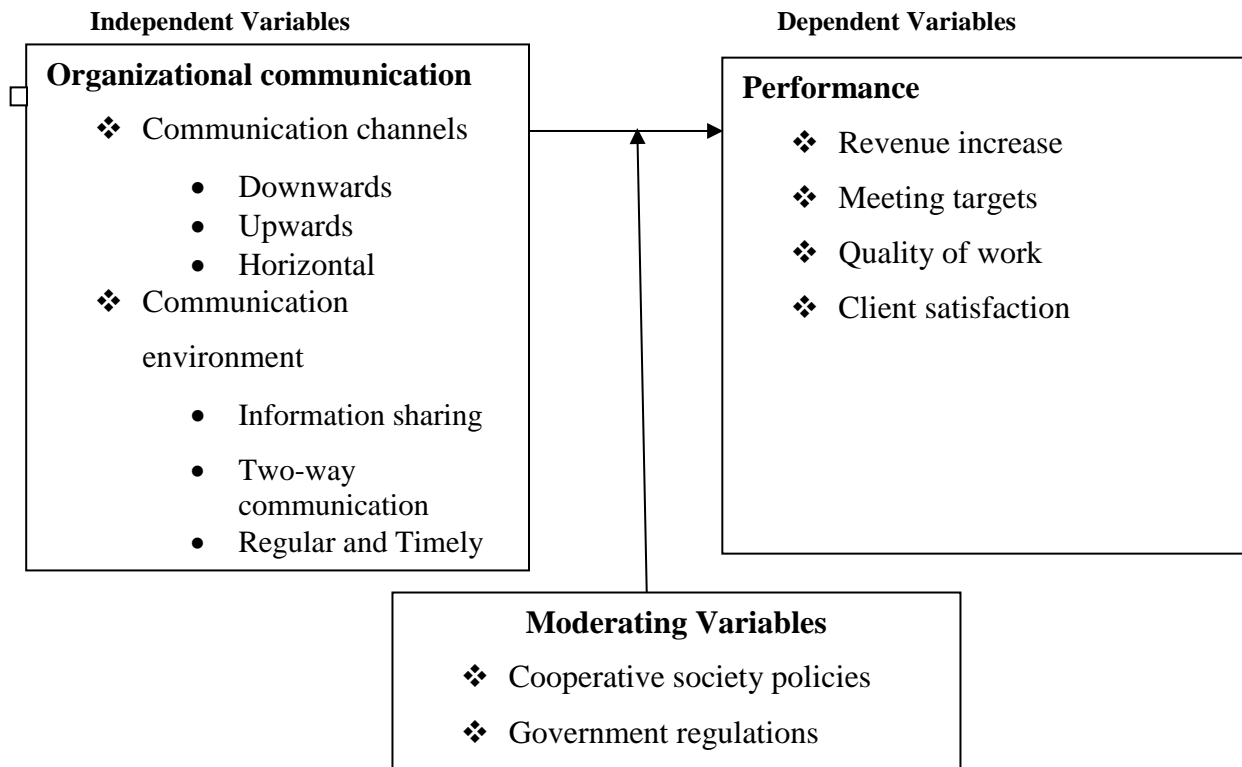 Independent Variables
Organizational communication
❖ Communication channels
• Downwards
• Upwards
• Horizontal
❖ Communication
environment
• Information sharing
• Two-way
communication
• Regular and Timely
Dependent Variables
Performance
❖ Revenue increase
❖ Meeting targets
❖ Quality of work
❖ Client satisfaction
Moderating Variables
❖ Cooperative society policies
❖ Government regulations